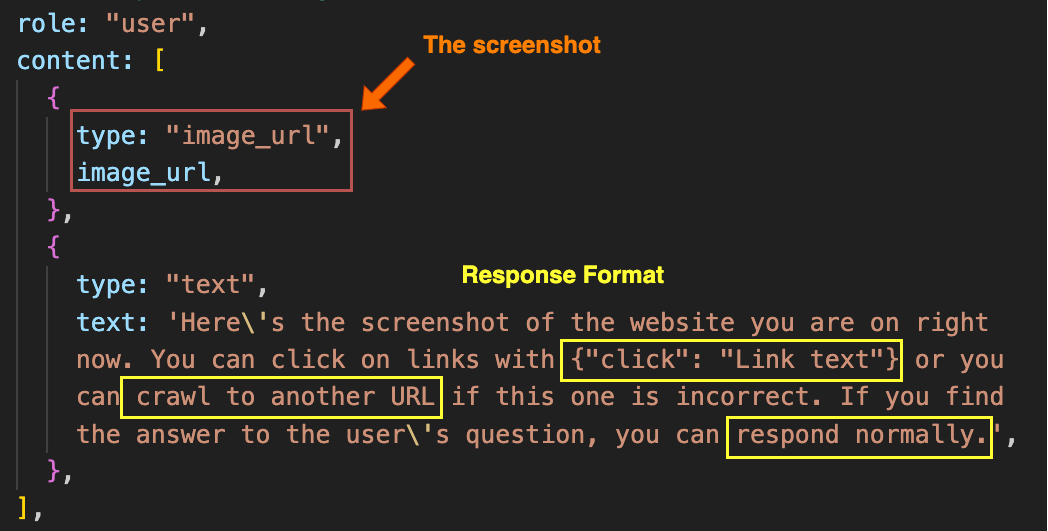 role: "user",
The screenshot
content: [
{
type: "image_url",
image_url,
},
{
Response Format
type: "text",
text: 'Here\'s the screenshot of the website you are on right
now. You can click on links with {"click": "Link text"} or you
can crawl to another URL if this one is incorrect. If you find
the answer to the user\'s question, you can respond normally.',
},
],